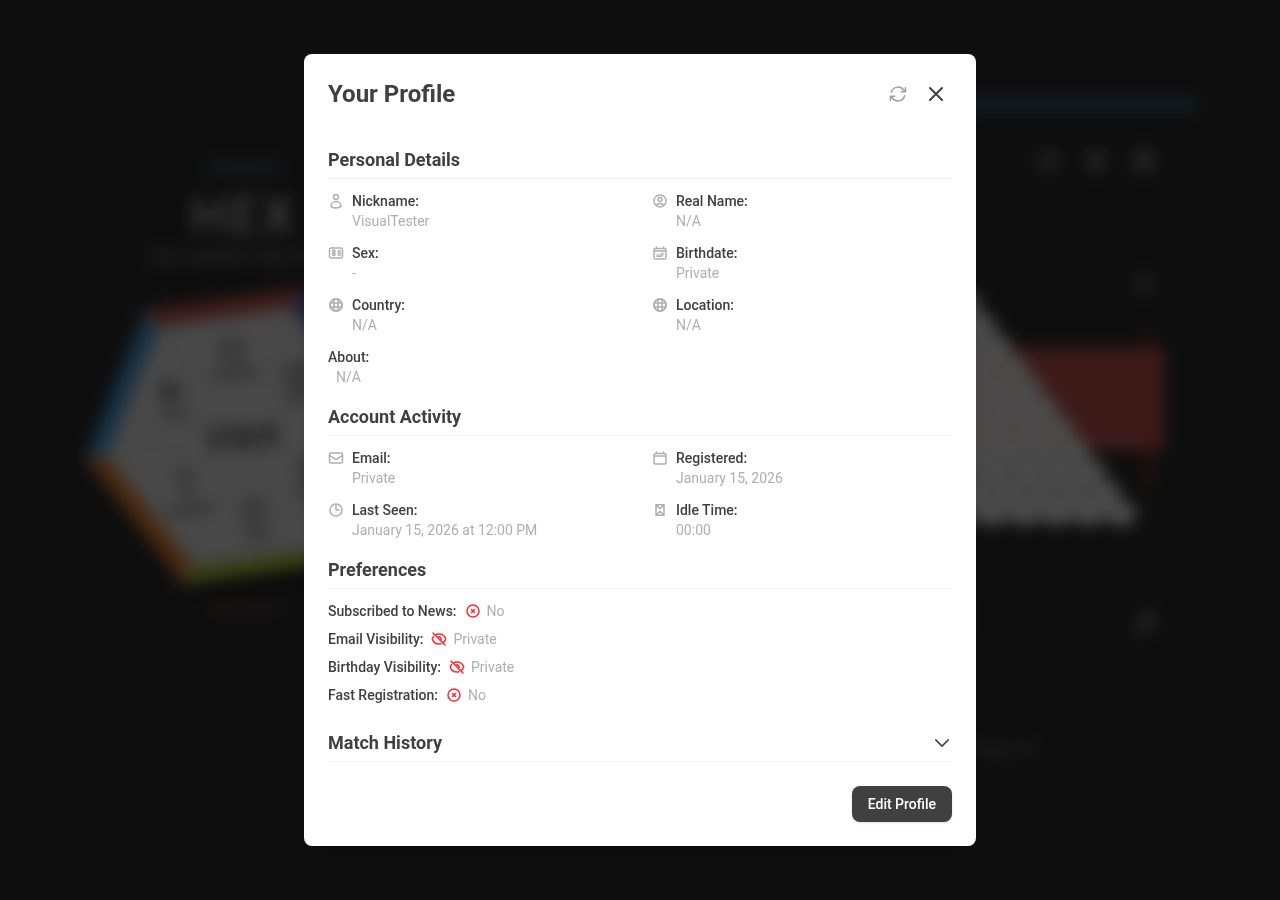 Your Profile
Personal Details
Nickname:
VisualTester
Real Name:
N/A
Sex:
-
Birthdate:
Private
Country:
N/A
Location:
N/A
About:
N/A
Account Activity
Email:
Private
Registered:
January 15, 2026
Last Seen:
January 15, 2026 at 12:00 PM
Idle Time:
00:00
Preferences
Subscribed to News: No
Email Visibility: Private
Birthday Visibility: Private
Fast Registration: No
Match History
Edit Profile
HEX